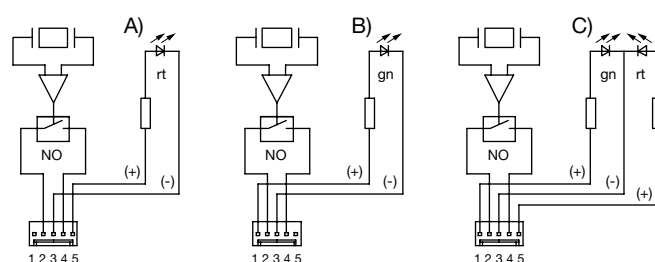 A)
rt
NO
(+)
(-)
1 2 3 4 5
B)
gn
NO
(+)
(-)
1 2 3 4 5
C)
gn rt
NO
(+)
(-)
(+)
1 2 3 4 5